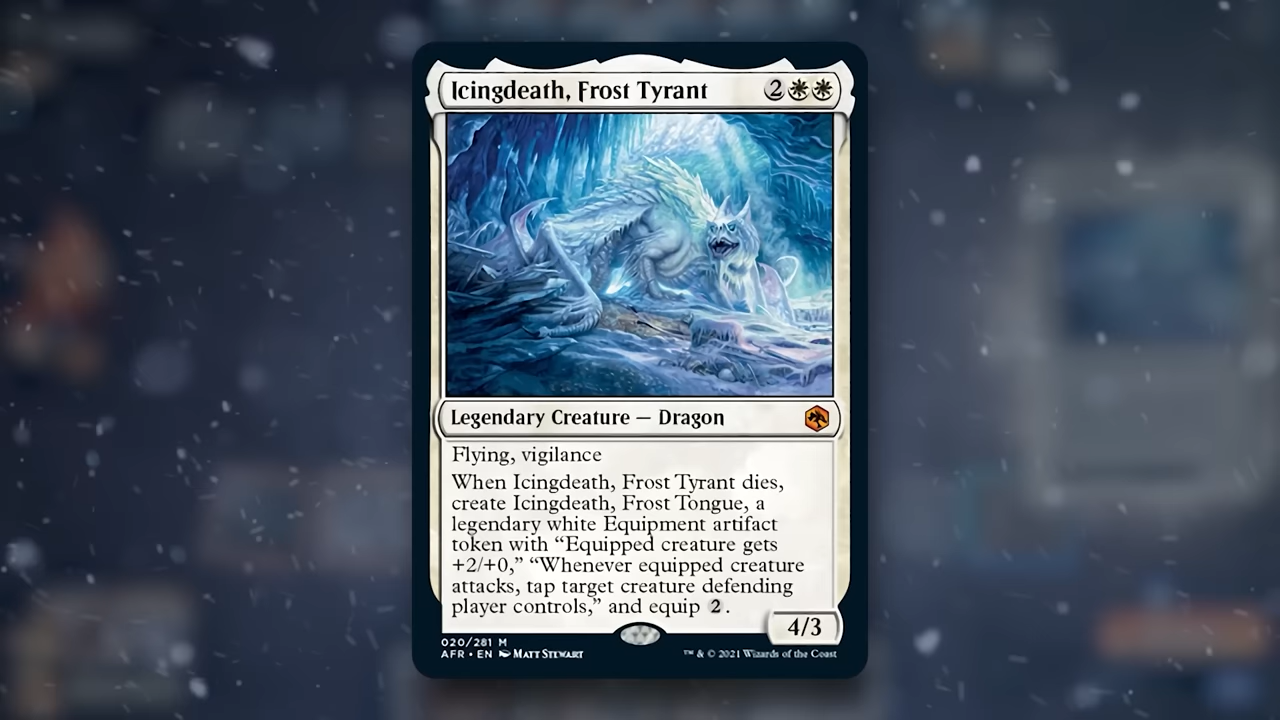 Icingdeath, Frost Tyrant 2
Legendary Creature — Dragon
Flying, vigilance
When Icingdeath, Frost Tyrant dies,
create Icingdeath, Frost Tongue, a
legendary white Equipment artifact
token with “Equipped creature gets
+2/+0,” “Whenever equipped creature
attacks, tap target creature defending
player controls,” and equip 2.
4/3
020/281 M
AFR • EN Matt Stewart
™ & © 2021 Wizards of the Coast